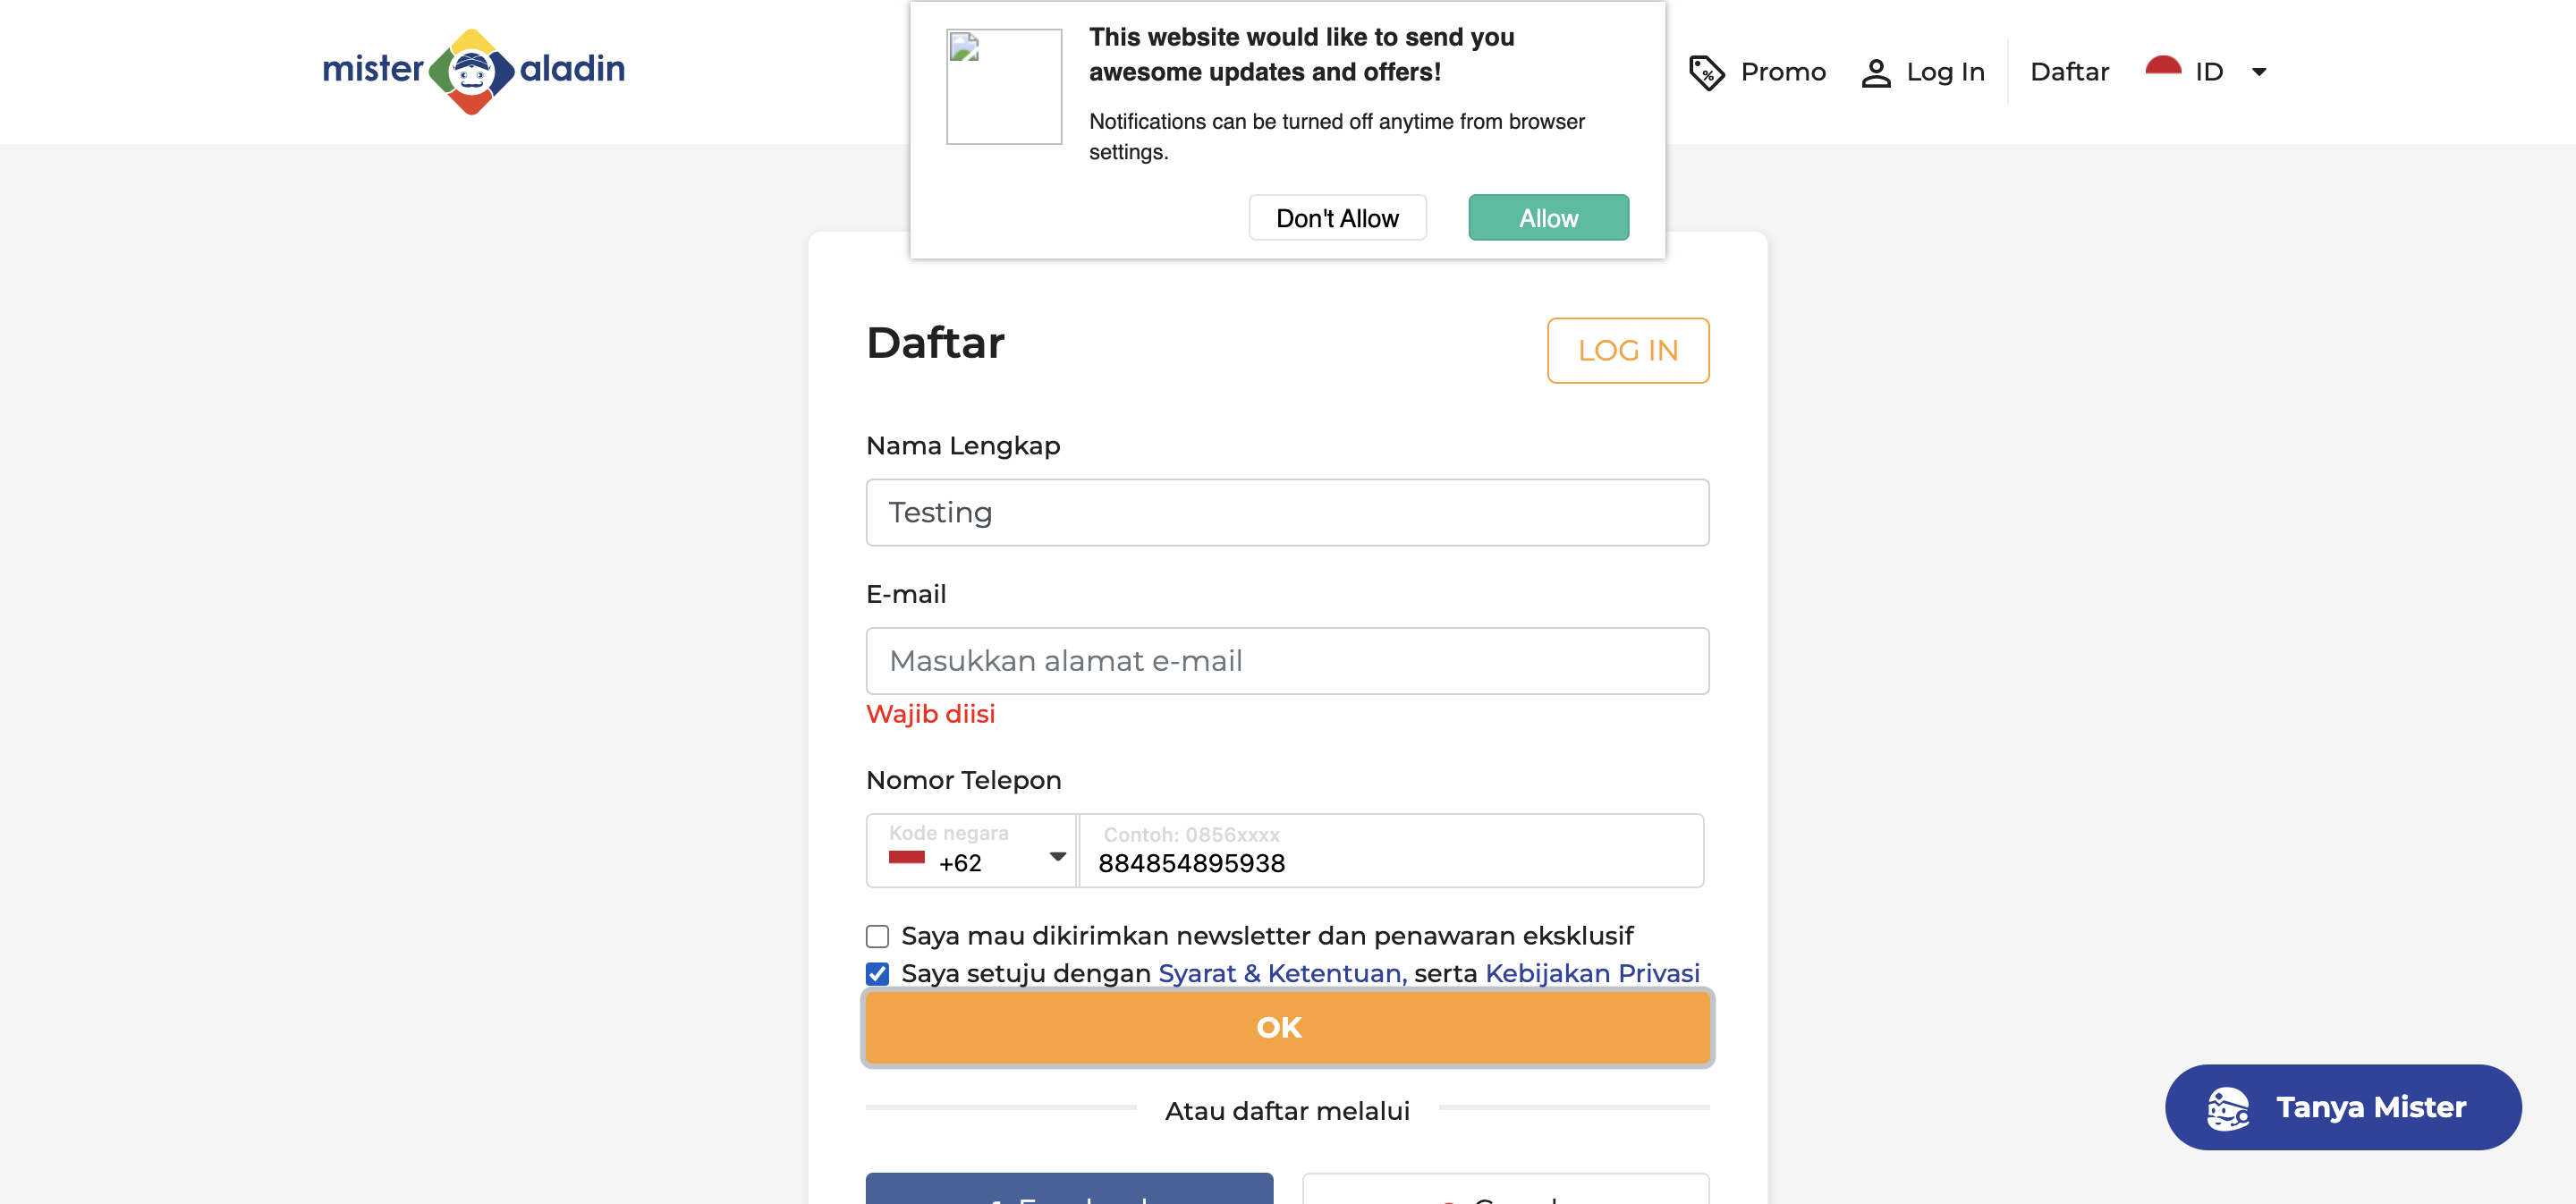 mister aladin
This website would like to send you
awesome updates and offers!
Notifications can be turned off anytime from browser
settings.
Don't Allow
Allow
Promo
Log In
Daftar
ID
Daftar
LOG IN
Nama Lengkap
Testing
E-mail
Masukkan alamat e-mail
Wajib diisi
Nomor Telepon
Kode negara
+62
Contoh: 0856xxxx
884854895938
Saya mau dikirimkan newsletter dan penawaran eksklusif
Saya setuju dengan Syarat & Ketentuan, serta Kebijakan Privasi
OK
Atau daftar melalui
Tanya Mister